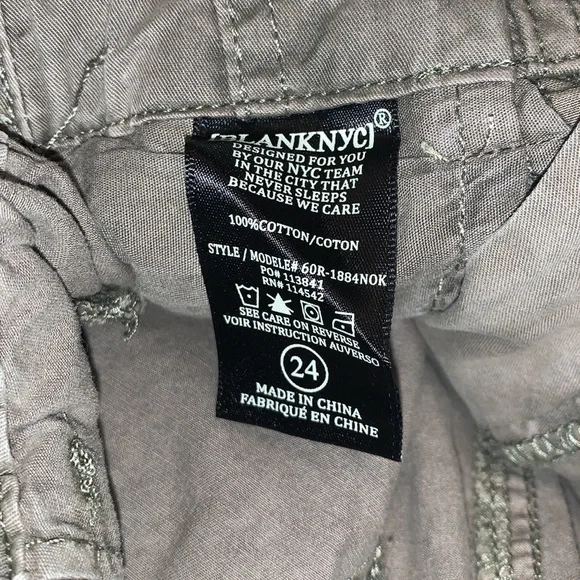 [BLANKNYC]®
DESIGNED FOR YOU
BY OUR NYC TEAM
IN THE CITY THAT
NEVER SLEEPS
BECAUSE WE CARE
100%COTTON/COTON
STYLE / MODELE# 60R-1884NOK
PO# 113841
RN# 114542
SEE CARE ON REVERSE
VOIR INSTRUCTION AUVERSO
24
MADE IN CHINA
FABRIQUÉ EN CHINE